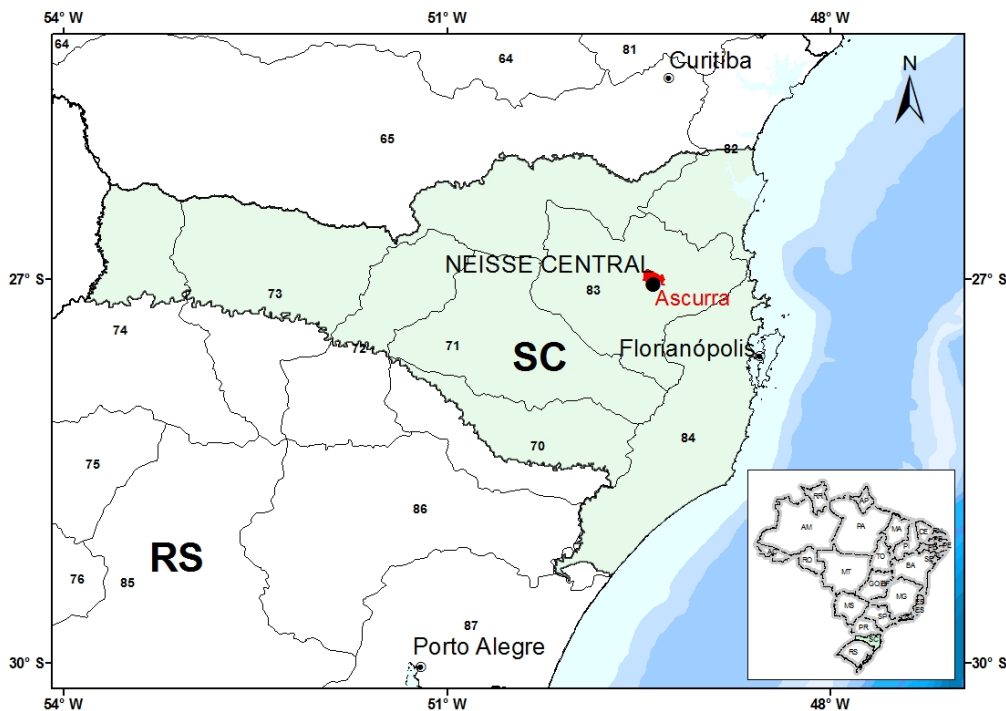 54° W
51° W
48° W
64
64
81
Curitiba
N
65
82
27° S
NEISSE CENTRAL
27° S
83
Ascurra
73
74
72
71
SC
Florianópolis
84
70
75
86
RS
76
85
87
Porto Alegre
30° S
30° S
54° W
51° W
48° W
RR
AP
AM
PA
MA
CE
TO
RO
MT
BA
GO
DF
MG
MS
ES
SP
PR
SC
RS